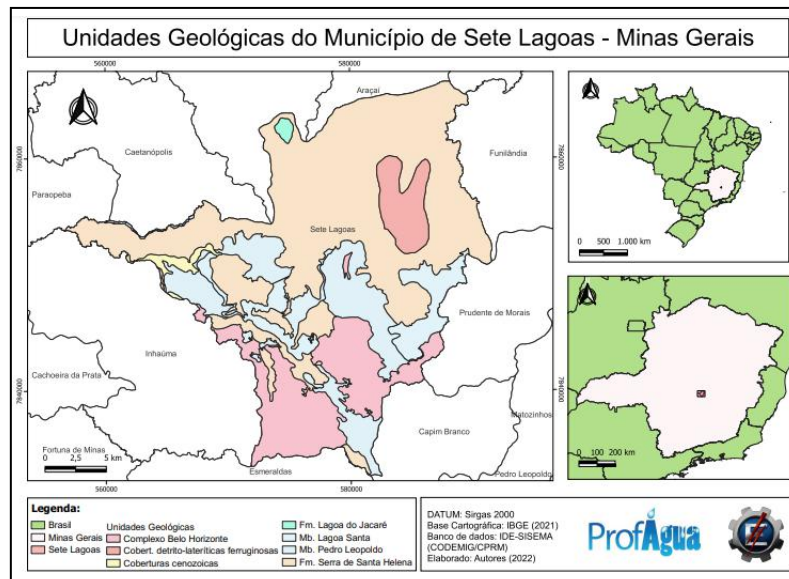 Unidades Geológicas do Município de Sete Lagoas - Minas Gerais
560000
580000
Araçaí
Caetanópolis
Funilândia
7860000
7860000
Paraopeba
Sete Lagoas
Prudente de Morais
Inhaúma
Cachoeira da Prata
7840000
7840000
Matozinhos
Capim Branco
Fortuna de Minas
0 2,5 5 km
Esmeraldas
Pedro Leopoldo
560000
580000
0 500 1.000 km
0 100 200 km
Legenda:
Brasil
Minas Gerais
Sete Lagoas
Unidades Geológicas
Complexo Belo Horizonte
Cobert. detrito-lateríticas ferruginosas
Coberturas cenozoicas
Fm. Lagoa do Jacaré
Mb. Lagoa Santa
Mb. Pedro Leopoldo
Fm. Serra de Santa Helena
DATUM: Sirgas 2000
Base Cartográfica: IBGE (2021)
Banco de dados: IDE-SISEMA
(CODEMIG/CPRM)
Elaborado: Autores (2022)
ProfÁgua